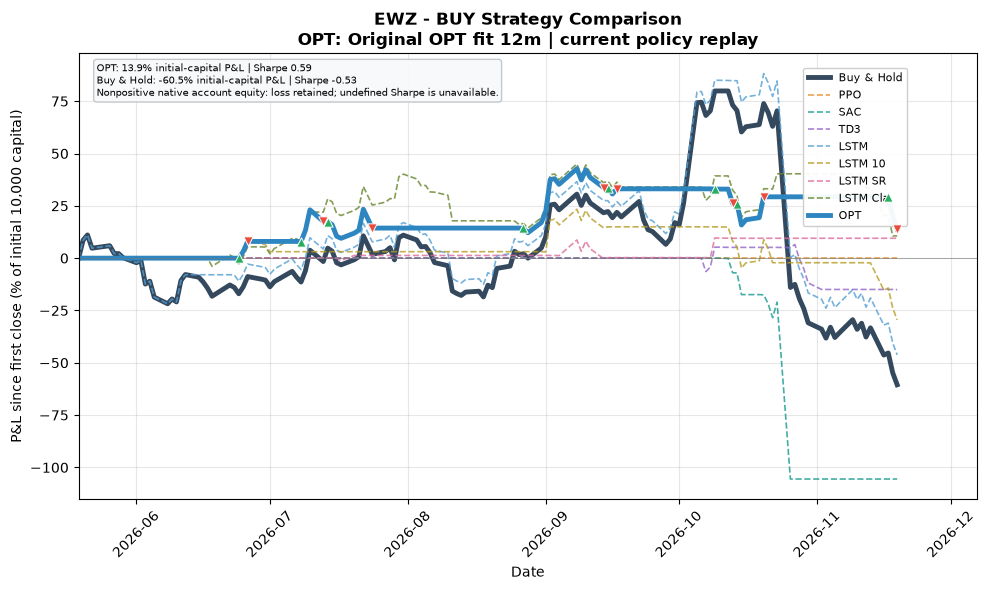 EWZ - BUY Strategy Comparison
OPT: Original OPT fit 12m | current policy replay
OPT: 13.9% initial-capital P&L | Sharpe 0.59
Buy & Hold: -60.5% initial-capital P&L | Sharpe -0.53
Nonpositive native account equity: loss retained; undefined Sharpe is unavailable.
Buy & Hold
PPO
SAC
TD3
LSTM
LSTM 10
LSTM SR
LSTM
OPT
P&L since first close (% of initial 10,000 capital)
75
50
25
0
−25
−50
−75
−100
2026-06
2026-07
2026-08
2026-09
2026-10
2026-11
2026-12
Date